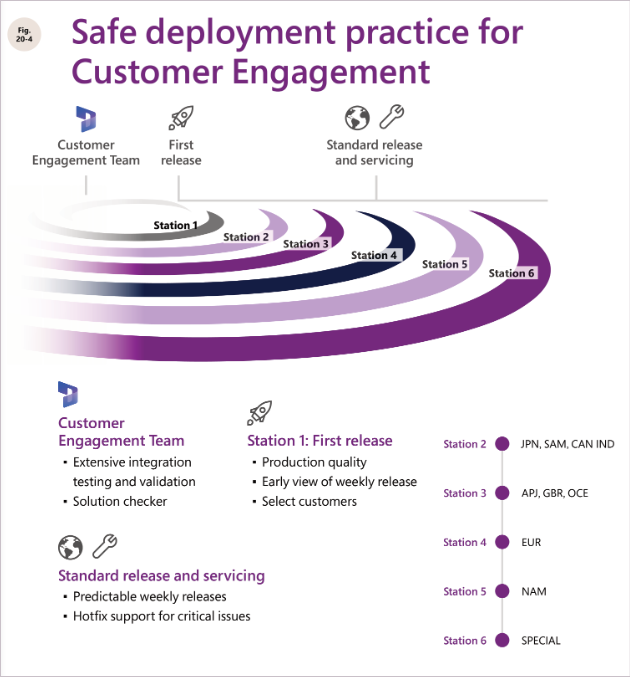 Fig.
20-4
Safe deployment practice for
Customer Engagement
Customer
Engagement Team
First
release
Standard release
and servicing
Station 1
Station 2
Station 3
Station 4
Station 5
Station 6
Customer
Engagement Team
▪ Extensive integration
testing and validation
▪ Solution checker
Station 1: First release
▪ Production quality
▪ Early view of weekly release
▪ Select customers
Standard release and servicing
▪ Predictable weekly releases
▪ Hotfix support for critical issues
Station 2 JPN, SAM, CAN IND
Station 3 APJ, GBR, OCE
Station 4 EUR
Station 5 NAM
Station 6 SPECIAL